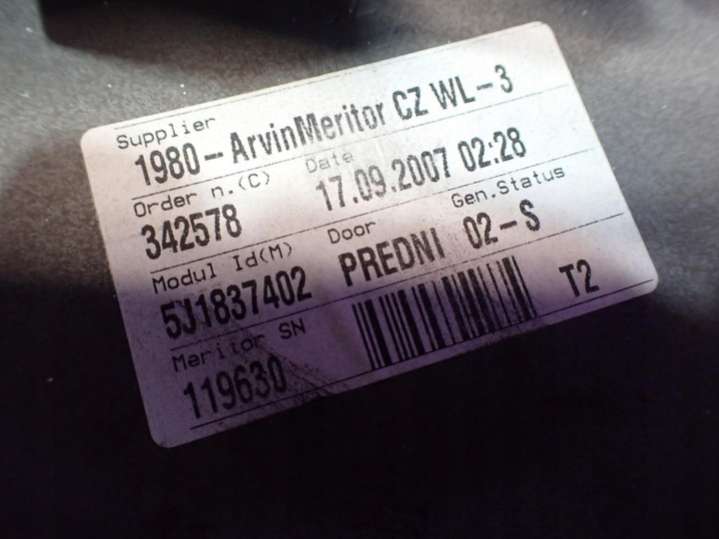 Supplier
1980-ArvinMeritor CZ WL-3
Order n.(C) Date
342578 17.09.2007 02:28
Modul Id(M) Door Gen.Status
5J1837402 PREDNI 02-S
Meritor SN
119630 T2